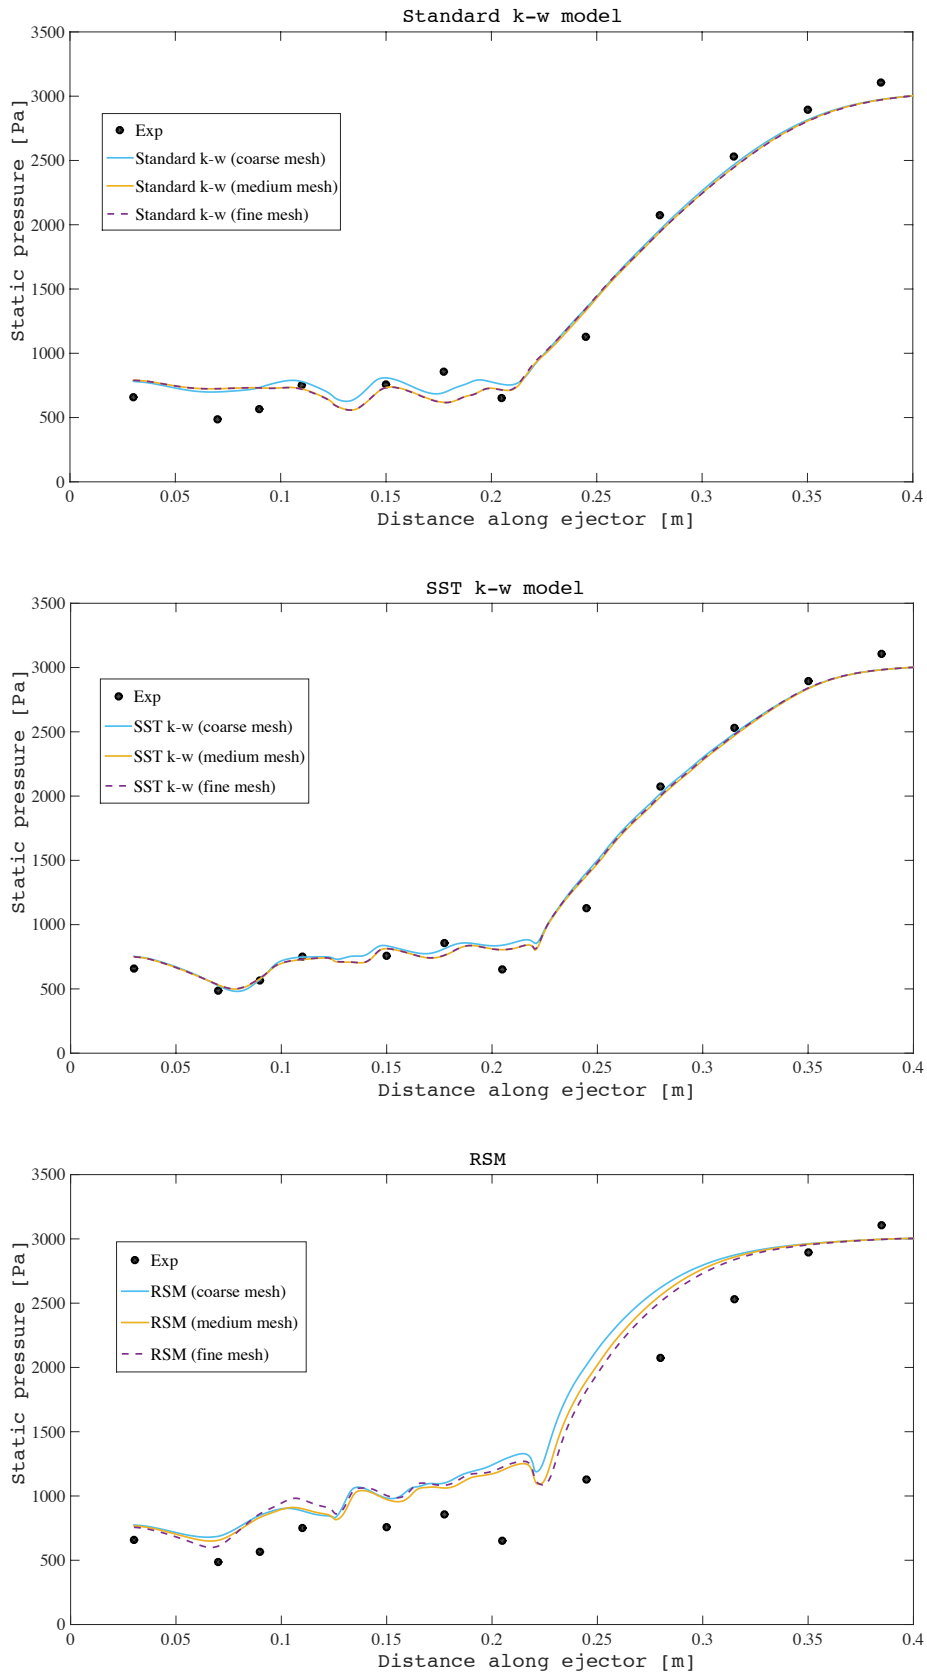 Standard k-w model
3500
3000
2500
2000
1500
1000
500
0
Static pressure [Pa]
Exp
Standard k-w (coarse mesh)
Standard k-w (medium mesh)
Standard k-w (fine mesh)
0 0.05 0.1 0.15 0.2 0.25 0.3 0.35 0.4
Distance along ejector [m]
SST k-w model
3500
3000
2500
2000
1500
1000
500
0
Static pressure [Pa]
Exp
SST k-w (coarse mesh)
SST k-w (medium mesh)
SST k-w (fine mesh)
0 0.05 0.1 0.15 0.2 0.25 0.3 0.35 0.4
Distance along ejector [m]
RSM
3500
3000
2500
2000
1500
1000
500
0
Static pressure [Pa]
Exp
RSM (coarse mesh)
RSM (medium mesh)
RSM (fine mesh)
0 0.05 0.1 0.15 0.2 0.25 0.3 0.35 0.4
Distance along ejector [m]